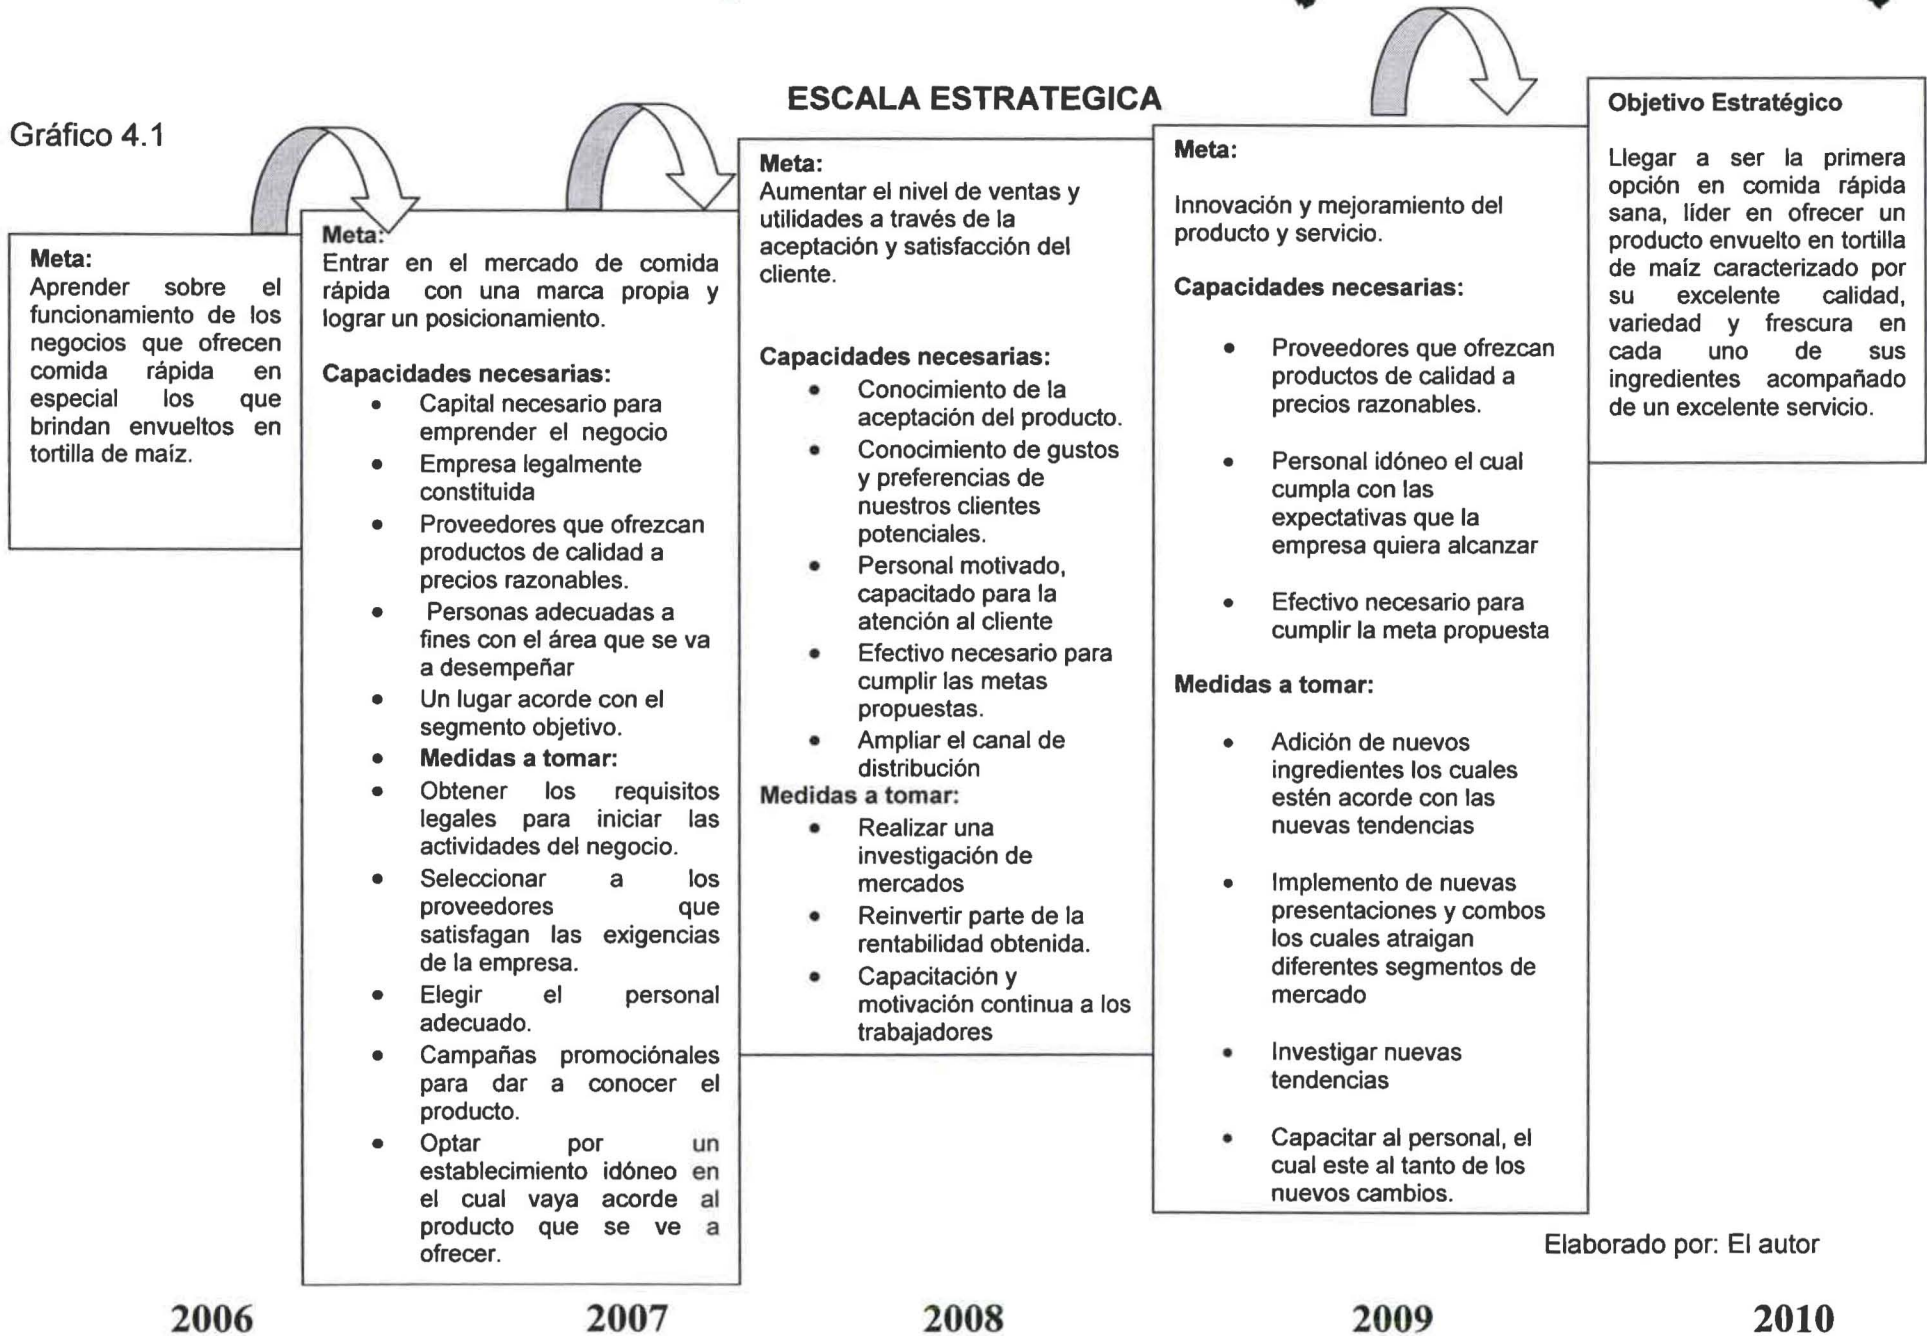 ESCALA ESTRATEGICA
Gráfico 4.1
Meta:
Aprender sobre el
funcionamiento de los
negocios que ofrecen
comida rápida en
especial los que
brindan envueltos en
tortilla de maíz.
Meta:
Entrar en el mercado de comida
rápida con una marca propia y
lograr un posicionamiento.
Capacidades necesarias:
• Capital necesario para
emprender el negocio
• Empresa legalmente
constituida
• Proveedores que ofrezcan
productos de calidad a
precios razonables.
• Personas adecuadas a
fines con el área que se va
a desempeñar
• Un lugar acorde con el
segmento objetivo.
• Medidas a tomar:
• Obtener los requisitos
legales para iniciar las
actividades del negocio.
• Seleccionar a los
proveedores que
satisfagan las exigencias
de la empresa.
• Elegir el personal
adecuado.
• Campañas promociónales
para dar a conocer el
producto.
• Optar por un
establecimiento idóneo en
el cual vaya acorde al
producto que se ve a
ofrecer.
Meta:
Aumentar el nivel de ventas y
utilidades a través de la
aceptación y satisfacción del
cliente.
Capacidades necesarias:
• Conocimiento de la
aceptación del producto.
• Conocimiento de gustos
y preferencias de
nuestros clientes
potenciales.
• Personal motivado,
capacitado para la
atención al cliente
• Efectivo necesario para
cumplir las metas
propuestas.
• Ampliar el canal de
distribución
Medidas a tomar:
• Realizar una
investigación de
mercados
• Reinvertir parte de la
rentabilidad obtenida.
• Capacitación y
motivación continua a los
trabajadores
Meta:
Innovación y mejoramiento del
producto y servicio.
Capacidades necesarias:
• Proveedores que ofrezcan
productos de calidad a
precios razonables.
• Personal idóneo el cual
cumpla con las
expectativas que la
empresa quiera alcanzar
• Efectivo necesario para
cumplir la meta propuesta
Medidas a tomar:
• Adición de nuevos
ingredientes los cuales
estén acorde con las
nuevas tendencias
• Implemento de nuevas
presentaciones y combos
los cuales atraigan
diferentes segmentos de
mercado
• Investigar nuevas
tendencias
• Capacitar al personal, el
cual este al tanto de los
nuevos cambios.
Objetivo Estratégico
Llegar a ser la primera
opción en comida rápida
sana, líder en ofrecer un
producto envuelto en tortilla
de maíz caracterizado por
su excelente calidad,
variedad y frescura en
cada uno de sus
ingredientes acompañado
de un excelente servicio.
Elaborado por: El autor
2006 2007 2008 2009 2010